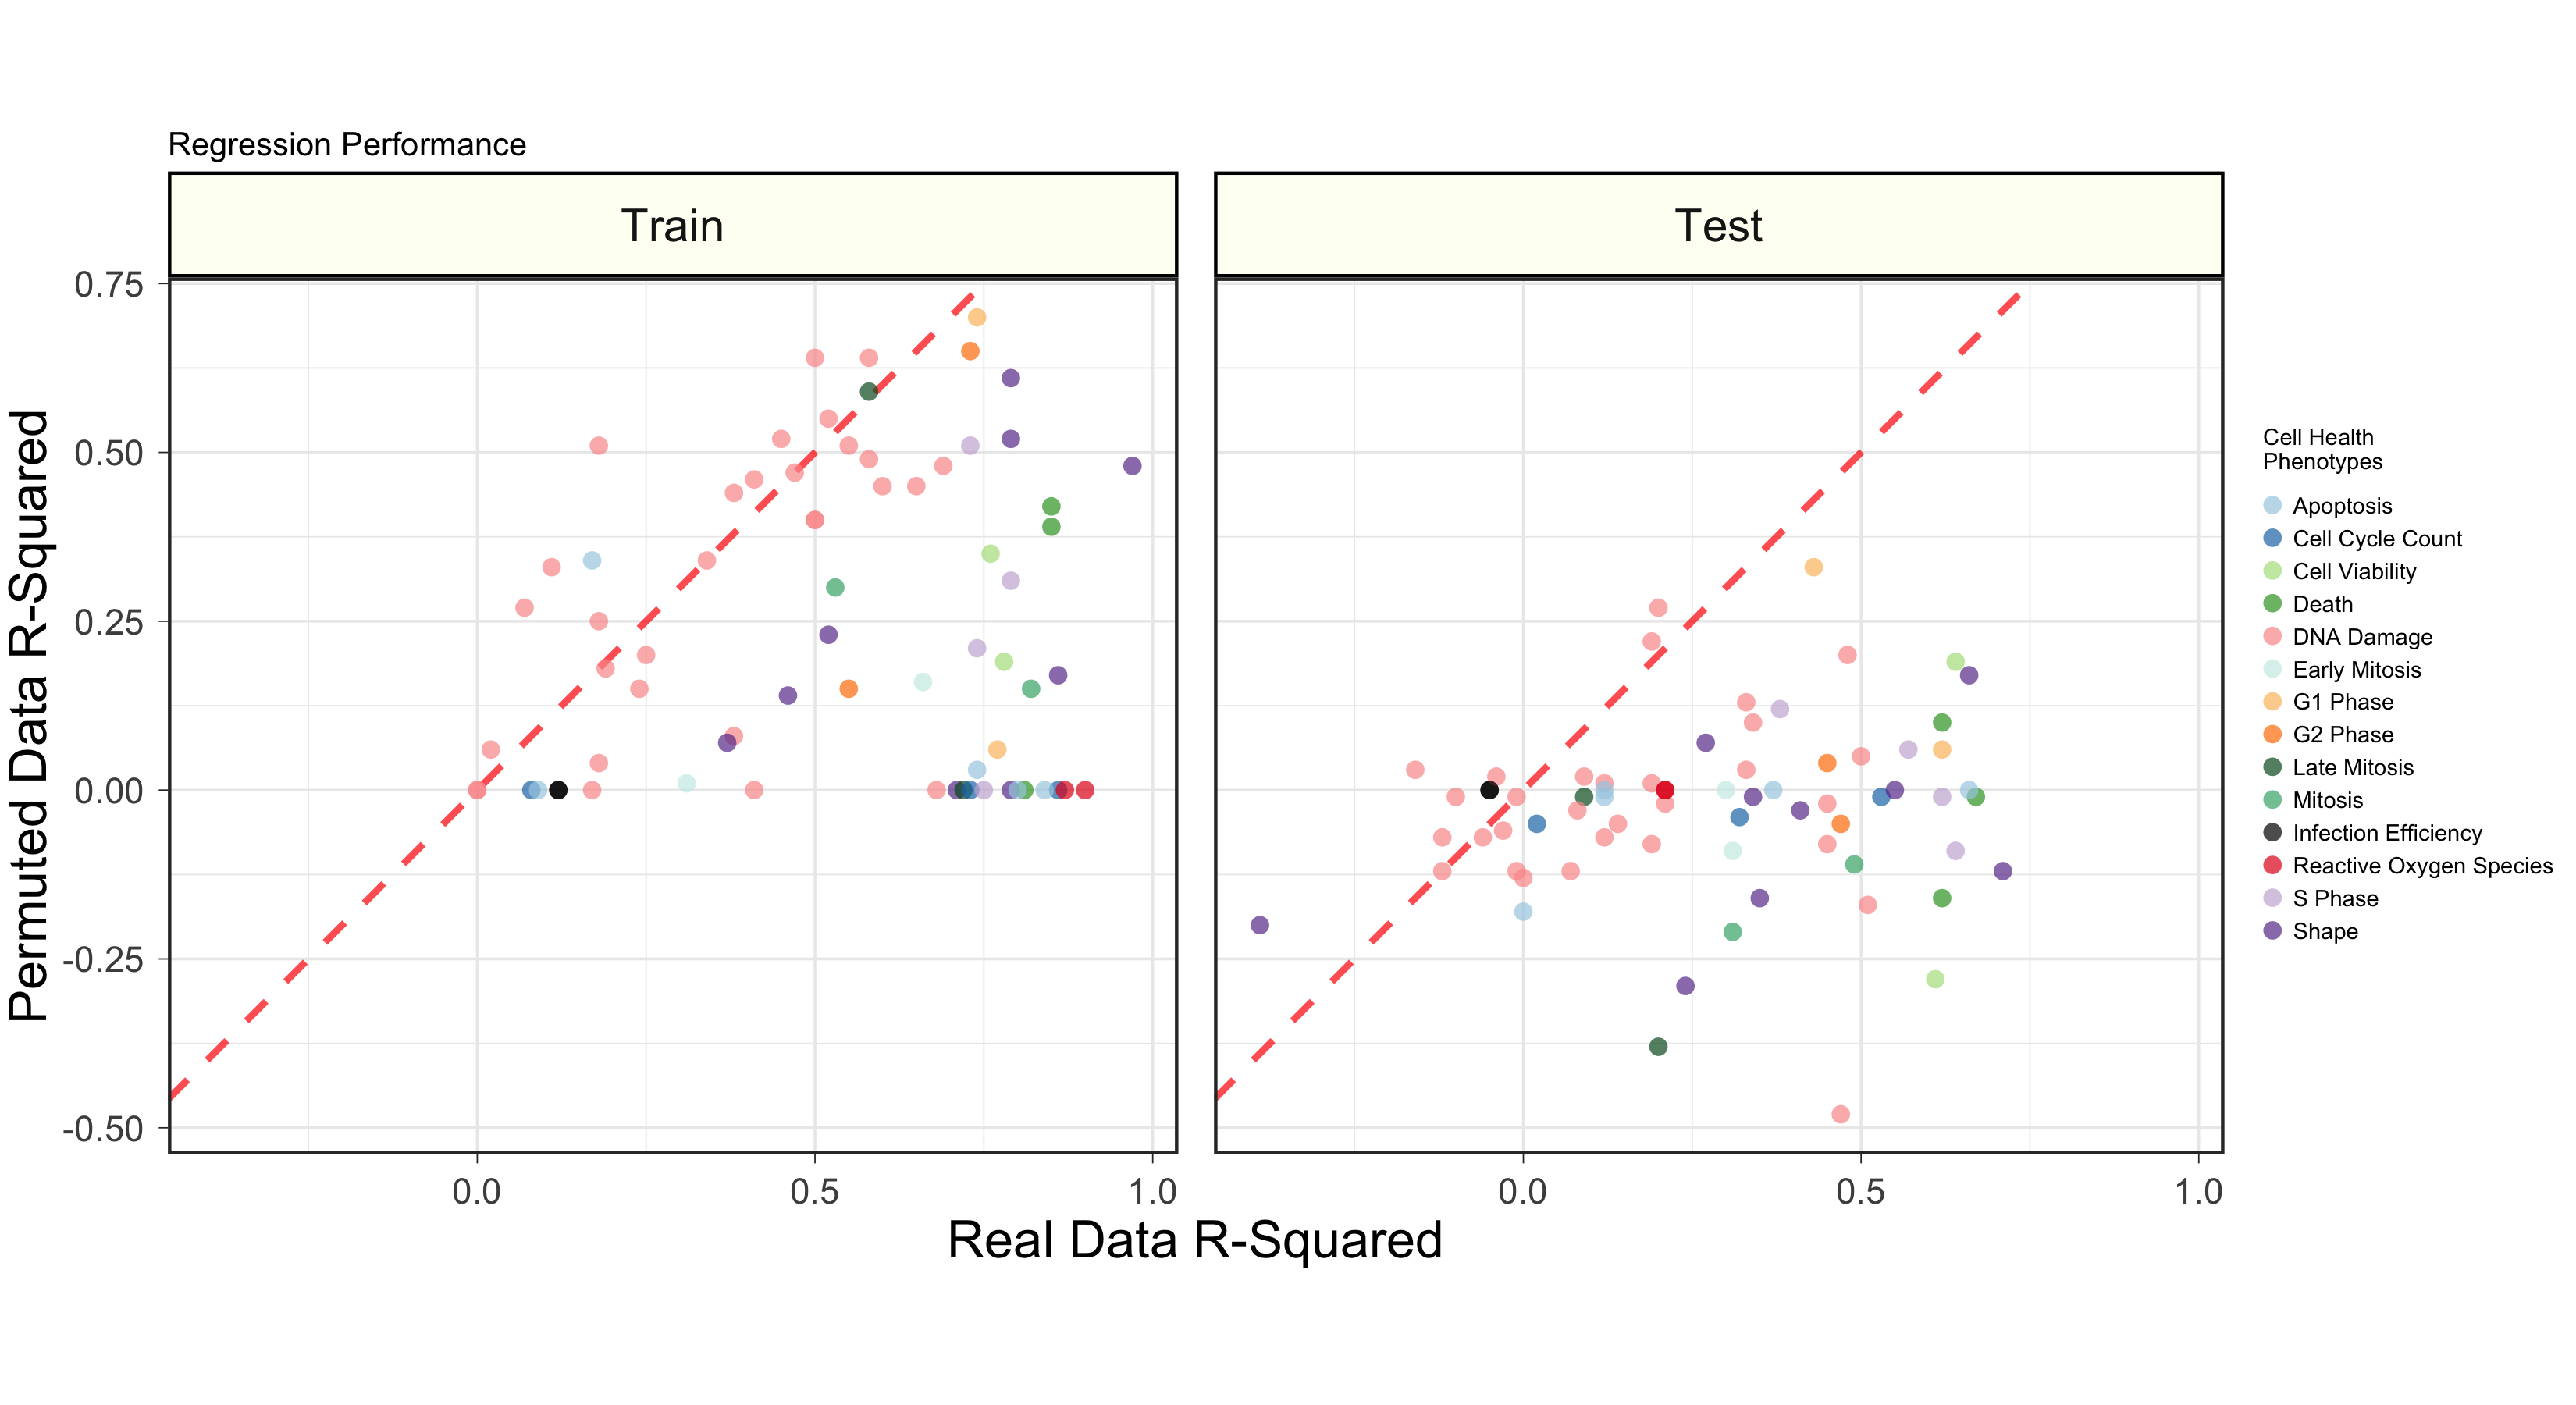 Regression Performance
Train
Test
Permuted Data R-Squared
0.75
0.50
0.25
0.00
-0.25
-0.50
0.0
0.5
1.0
0.0
0.5
1.0
Real Data R-Squared
Cell Health
Phenotypes
Apoptosis
Cell Cycle Count
Cell Viability
Death
DNA Damage
Early Mitosis
G1 Phase
G2 Phase
Late Mitosis
Mitosis
Infection Efficiency
Reactive Oxygen Species
S Phase
Shape